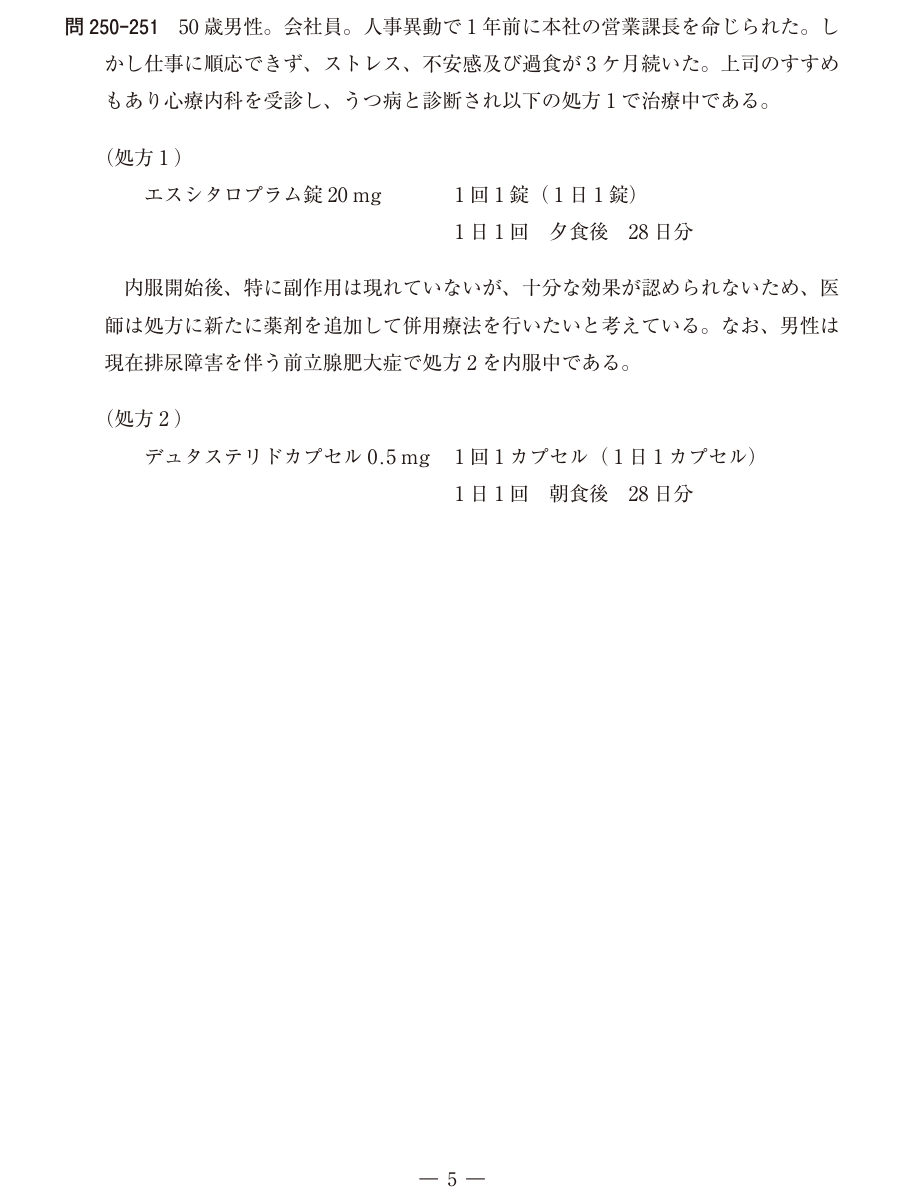 問 250-251 50 歳男性。会社員。人事異動で 1 年前に本社の営業課長を命じられた。し
かし仕事に順応できず、ストレス、不安感及び過食が 3 ケ月続いた。上司のすすめ
もあり心療内科を受診し、うつ病と診断され以下の処方 1 で治療中である。
（処方 1 ）
エスシタロプラム錠 20 mg 1 回 1 錠（ 1 日 1 錠）
1 日 1 回 夕食後 28 日分
内服開始後、特に副作用は現れていないが、十分な効果が認められないため、医
師は処方に新たに薬剤を追加して併用療法を行いたいと考えている。なお、男性は
現在排尿障害を伴う前立腺肥大症で処方 2 を内服中である。
（処方 2 ）
デュタステリドカプセル 0.5 mg 1 回 1 カプセル（ 1 日 1 カプセル）
1 日 1 回 朝食後 28 日分
― 5 ―